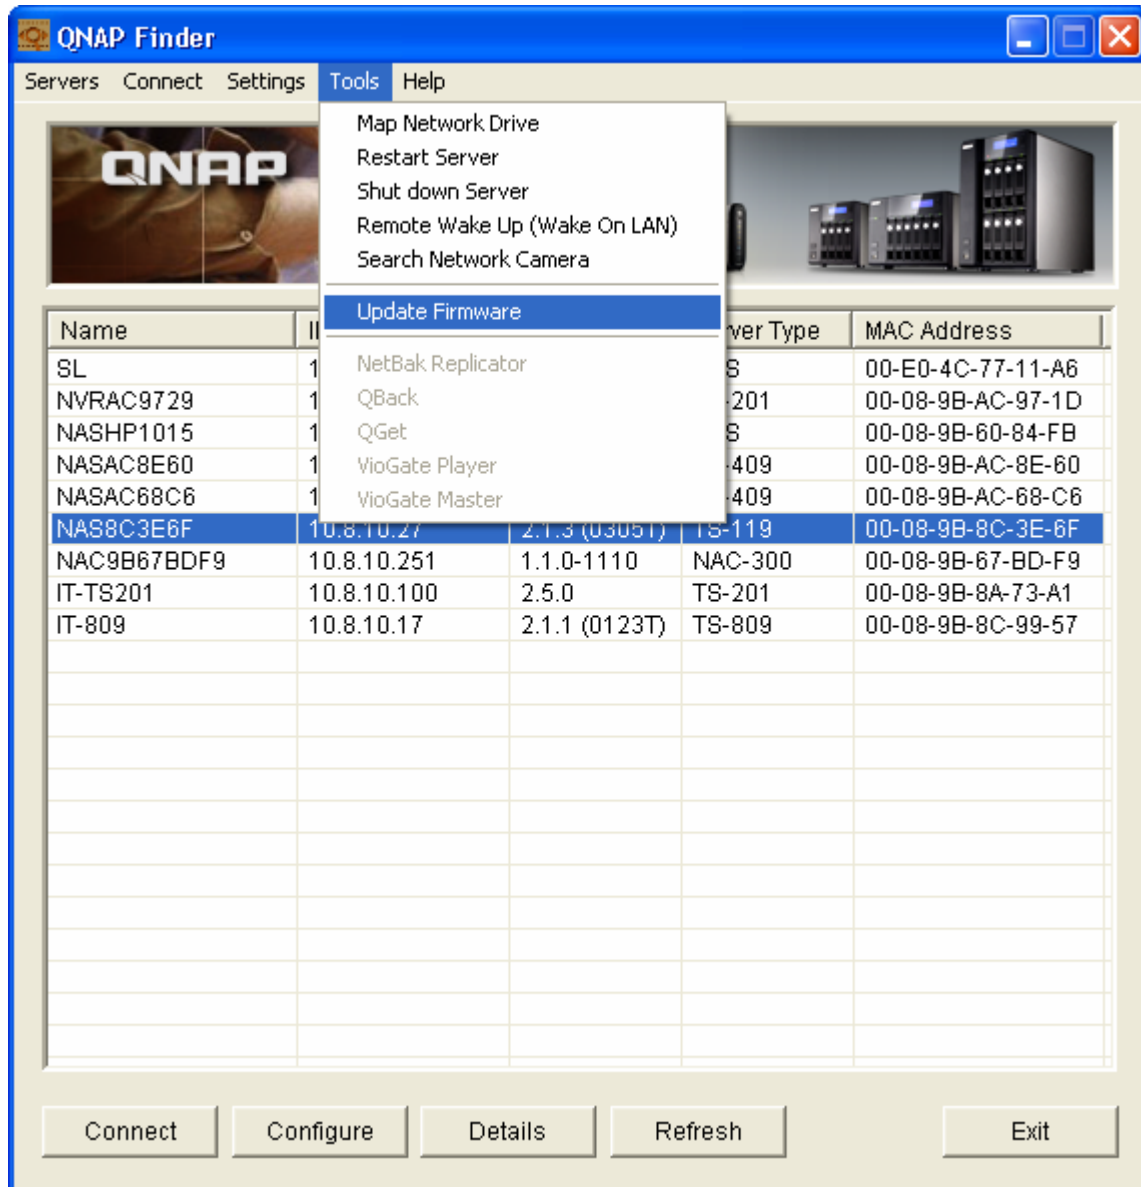 QNAP Finder
Servers Connect Settings Tools Help
QNAP
Map Network Drive
Restart Server
Shut down Server
Remote Wake Up (Wake On LAN)
Search Network Camera
Update Firmware
NetBak Replicator
QBack
QGet
VioGate Player
VioGate Master
Name Type MAC Address
SL 00-E0-4C-77-11-A6
NVRAC9729 201 00-08-9B-AC-97-1D
NASHP1015 00-08-9B-60-84-FB
NASAC8E60 409 00-08-9B-AC-8E-60
NASAC68C6 409 00-08-9B-AC-68-C6
NAS8C3E6F 10.8.10.27 2.1.3 (0305T) TS-119 00-08-9B-8C-3E-6F
NAC9B67BDF9 10.8.10.251 1.1.0-1110 NAC-300 00-08-9B-67-BD-F9
IT-TS201 10.8.10.100 2.5.0 TS-201 00-08-9B-8A-73-A1
IT-809 10.8.10.17 2.1.1 (0123T) TS-809 00-08-9B-8C-99-57
Connect Configure Details Refresh Exit